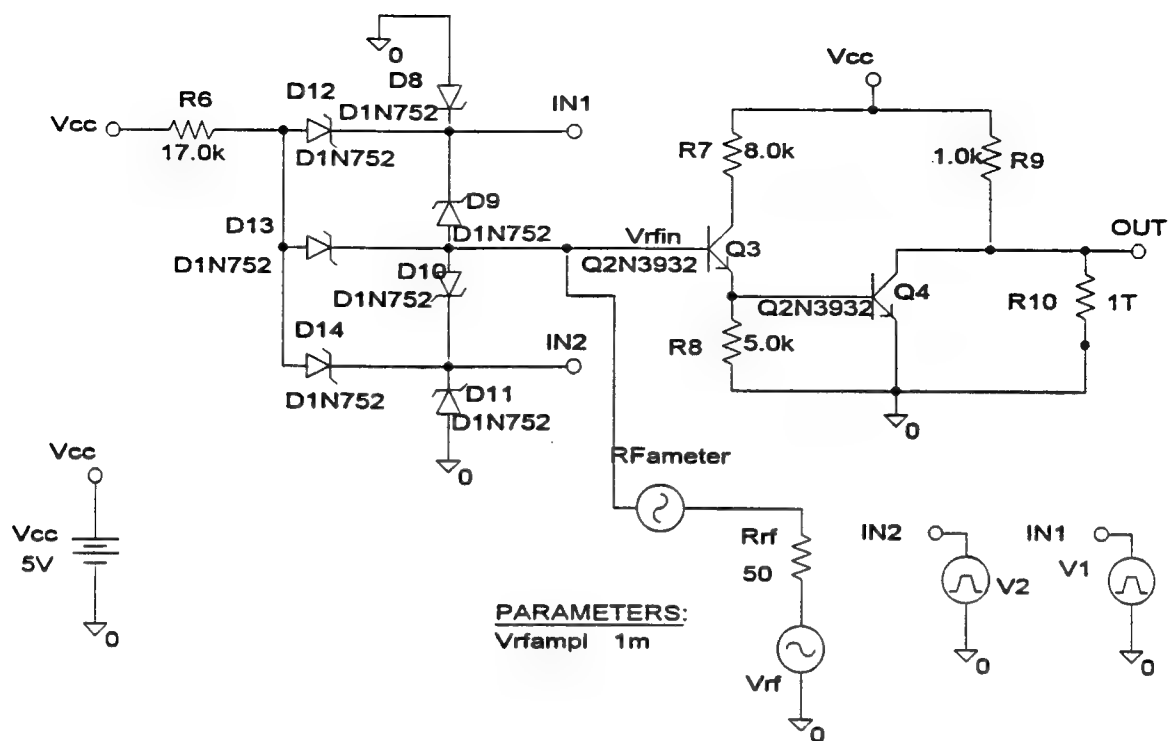 0
D8
D1N752
Vcc
R6
17.0k
D12
D1N752
IN1
D9
D1N752
D13
D1N752
D10
D1N752
D14
D1N752
IN2
D11
D1N752
0
Vcc
R7
8.0k
1.0k
R9
Vrfin
Q3
Q2N3932
OUT
Q4
Q2N3932
R8
5.0k
R10
1T
0
RFameter
Rrf
50
Vrf
0
PARAMETERS:
Vrfampl 1m
Vcc
Vcc
5V
0
IN2
V2
0
IN1
V1
0